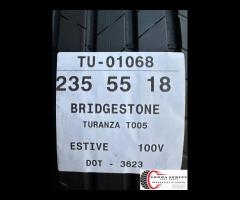 TU-01068
235 55 18
BRIDGESTONE
TURANZA T005
ESTIVE 100V
DOT - 3623